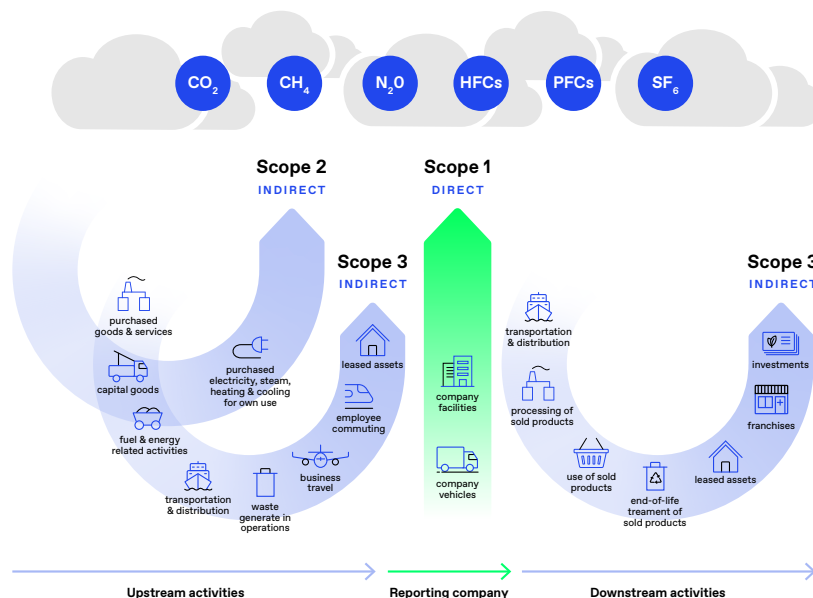 CO2
CH4
N20
HFCs
PFCs
SF6
Scope 2
INDIRECT
Scope 1
DIRECT
Scope 3
INDIRECT
Scope 3
INDIRECT
purchased
goods & services
capital goods
fuel & energy
related activities
transportation
& distribution
waste
generate in
operations
business
travel
employee
commuting
leased assets
purchased
electricity, steam,
heating & cooling
for own use
company
facilities
company
vehicles
transportation
& distribution
processing of
sold products
use of sold
products
end-of-life
treament of
sold products
leased assets
franchises
investments
Upstream activities
Reporting company
Downstream activities